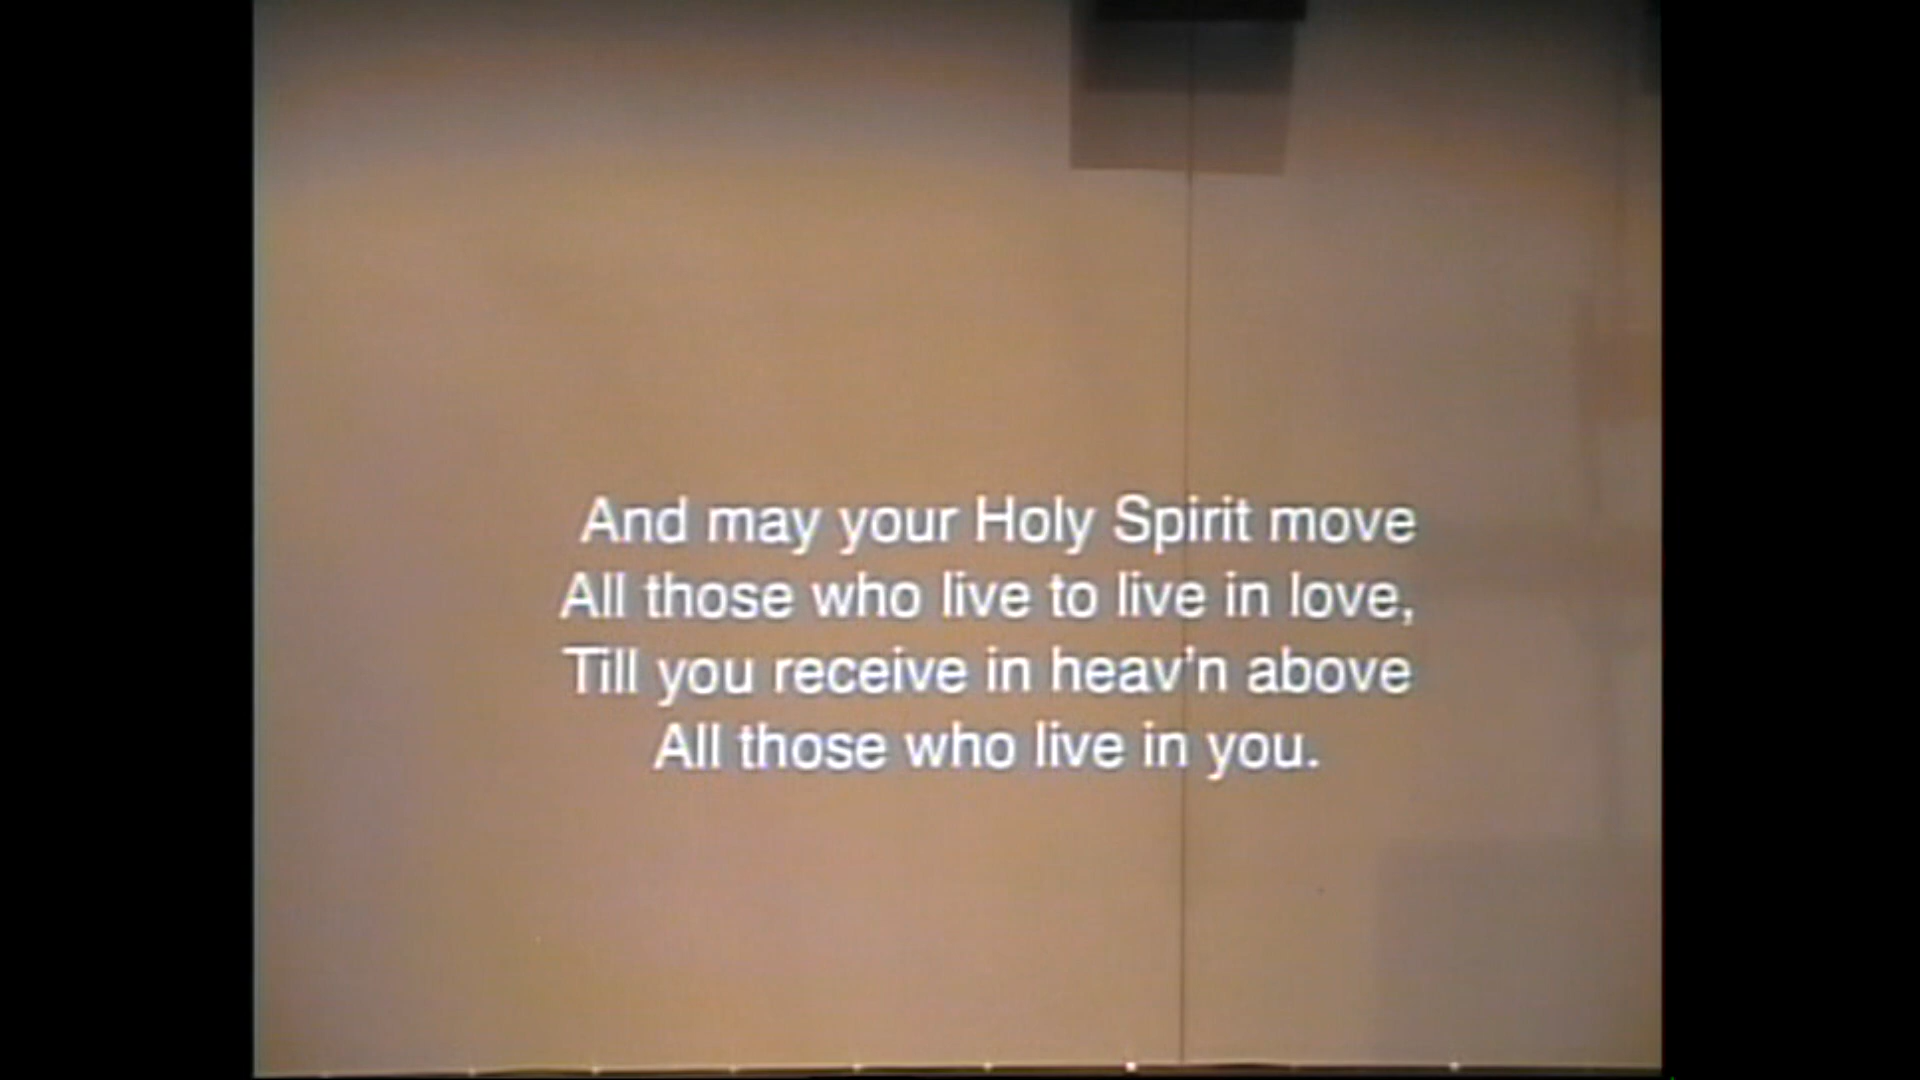 And may your Holy Spirit move
All those who live to live in love,
Till you receive in heav'n above
All those who live in you.